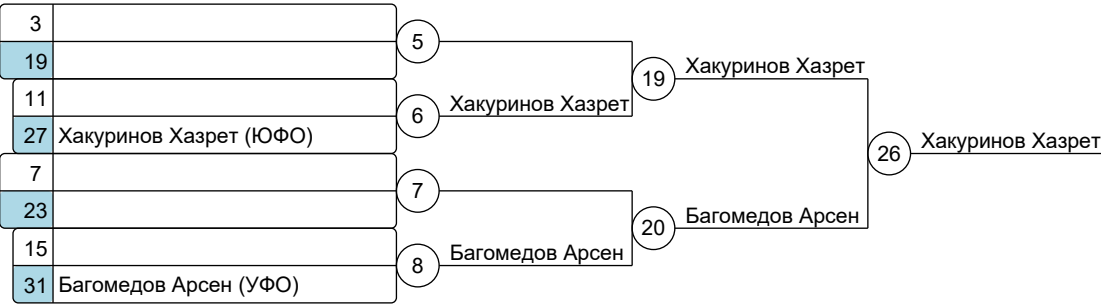 3
19
5
11
27 Хакуринов Хазрет (ЮФО)
6
Хакуринов Хазрет
19
Хакуринов Хазрет
7
23
7
15
31 Багомедов Арсен (УФО)
8
Багомедов Арсен
20
Багомедов Арсен
26
Хакуринов Хазрет